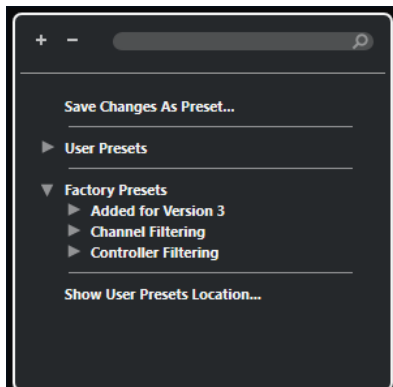 + −
Save Changes As Preset...
User Presets
Factory Presets
Added for Version 3
Channel Filtering
Controller Filtering
Show User Presets Location...